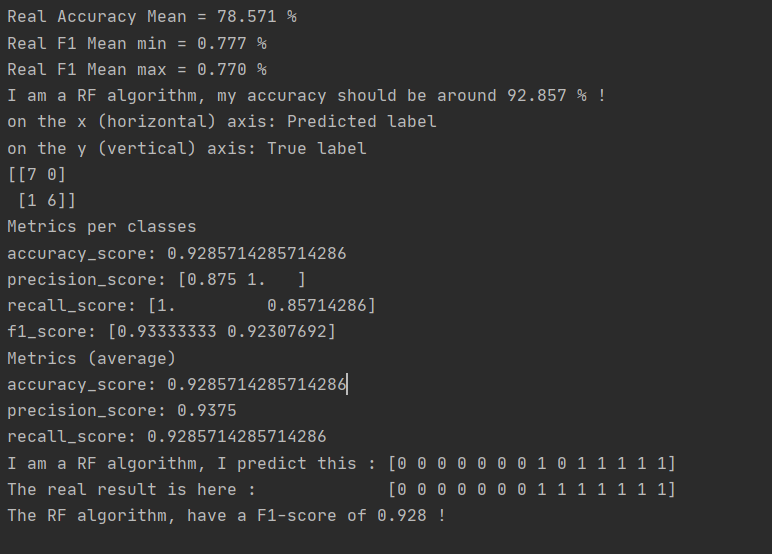 Real Accuracy Mean = 78.571 %
Real F1 Mean min = 0.777 %
Real F1 Mean max = 0.770 %
I am a RF algorithm, my accuracy should be around 92.857 % !
on the x (horizontal) axis: Predicted label
on the y (vertical) axis: True label
[[7 0]
 [1 6]]
Metrics per classes
accuracy_score: 0.9285714285714286
precision_score: [0.875 1.   ]
recall_score: [1.         0.85714286]
f1_score: [0.93333333 0.92307692]
Metrics (average)
accuracy_score: 0.9285714285714286
precision_score: 0.9375
recall_score: 0.9285714285714286
I am a RF algorithm, I predict this : [0 0 0 0 0 0 0 1 0 1 1 1 1 1]
The real result is here :             [0 0 0 0 0 0 0 1 1 1 1 1 1 1]
The RF algorithm, have a F1-score of 0.928 !